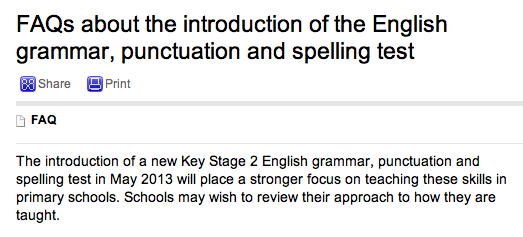 FAQs about the introduction of the English
grammar, punctuation and spelling test
Share Print
FAQ
The introduction of a new Key Stage 2 English grammar, punctuation and
spelling test in May 2013 will place a stronger focus on teaching these skills in
primary schools. Schools may wish to review their approach to how they are
taught.